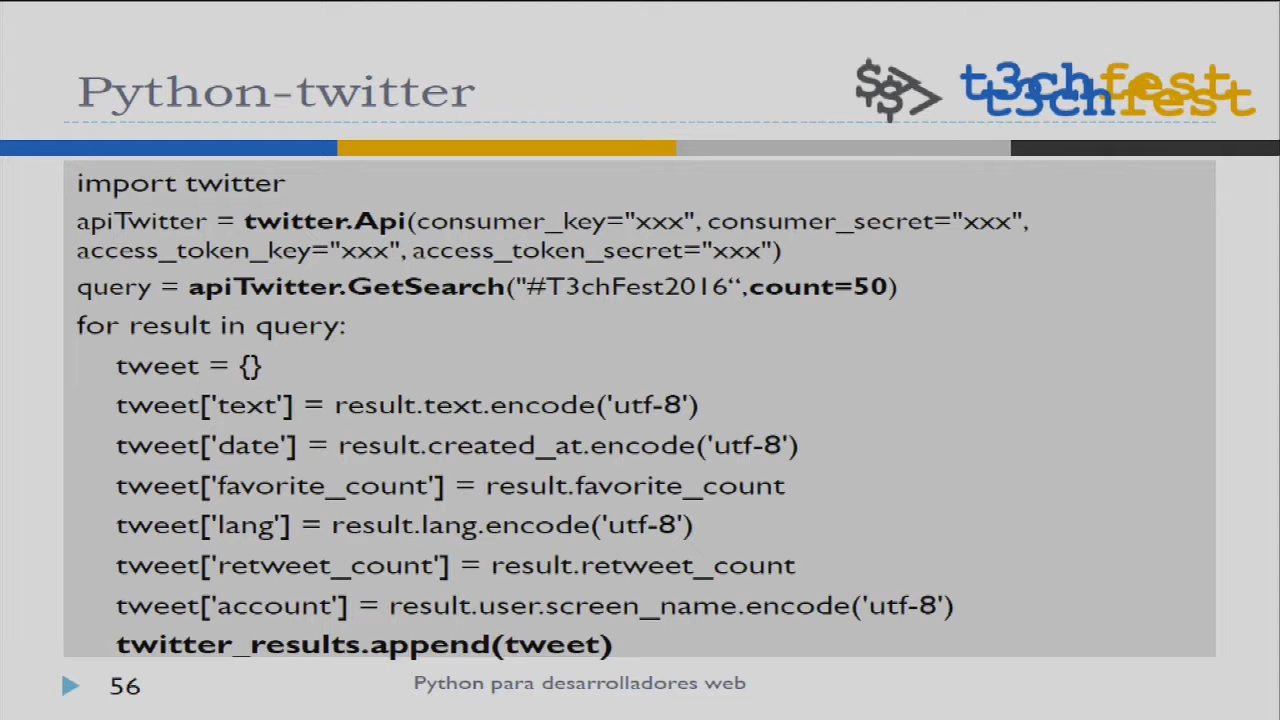 Python-twitter
$$>
t3chfest
t3chfest
import twitter
apiTwitter = twitter.Api(consumer_key="xxx", consumer_secret="xxx",
access_token_key="xxx", access_token_secret="xxx")
query = apiTwitter.GetSearch("#T3chFest2016“,count=50)
for result in query:
tweet = {}
tweet['text'] = result.text.encode('utf-8')
tweet['date'] = result.created_at.encode('utf-8')
tweet['favorite_count'] = result.favorite_count
tweet['lang'] = result.lang.encode('utf-8')
tweet['retweet_count'] = result.retweet_count
tweet['account'] = result.user.screen_name.encode('utf-8')
twitter_results.append(tweet)
56
Python para desarrolladores web